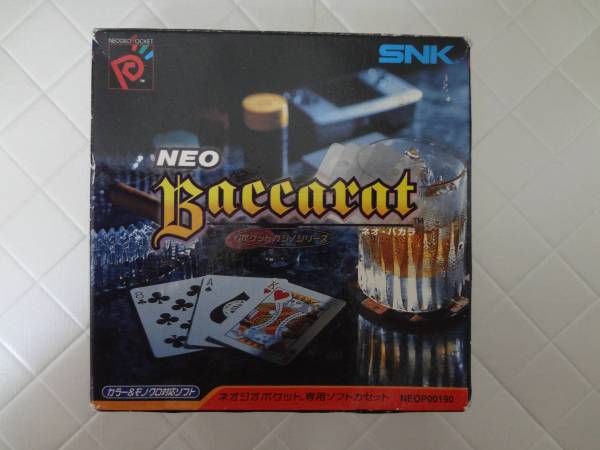 NEOGEO POCKET
SNK
NEO
Baccarat
TM
ネオ・バカラ
ポケットカジノシリーズ
8
A
K
カラー&モノクロ対応ソフト
ネオジオポケット専用ソフトカセット NEOP00190